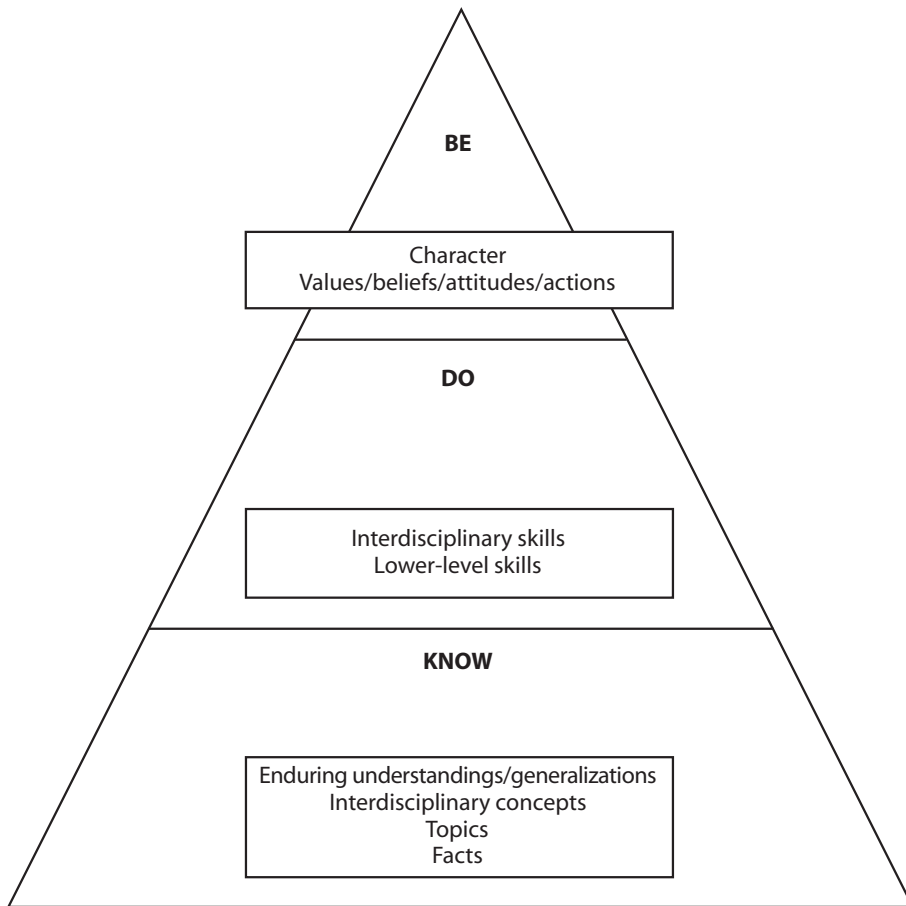 BE
Character
Values/beliefs/attitudes/actions
DO
Interdisciplinary skills
Lower-level skills
KNOW
Enduring understandings/generalizations
Interdisciplinary concepts
Topics
Facts